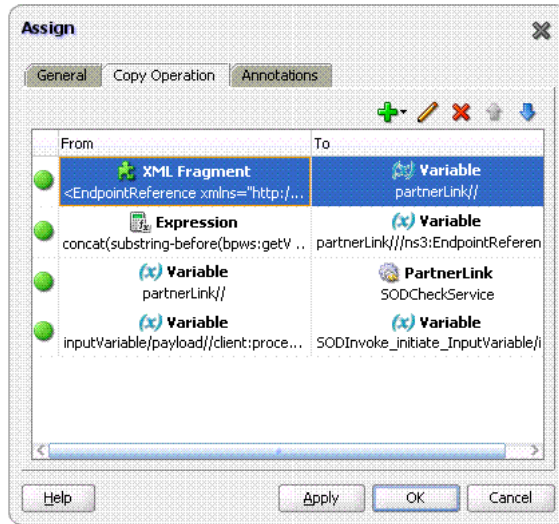 Assign
General Copy Operation Annotations
From To
XML Fragment Variable
<EndpointReference xmlns="http:/... partnerLink//
Expression (x) Variable
concat(substring-before(bpws:getV ... partnerLink///ns3:EndpointReferen
(x) Variable PartnerLink
partnerLink// SODCheckService
(x) Variable (x) Variable
inputVariable/payload//client:proce... SODInvoke_initiate_InputVariable/i
Help Apply OK Cancel